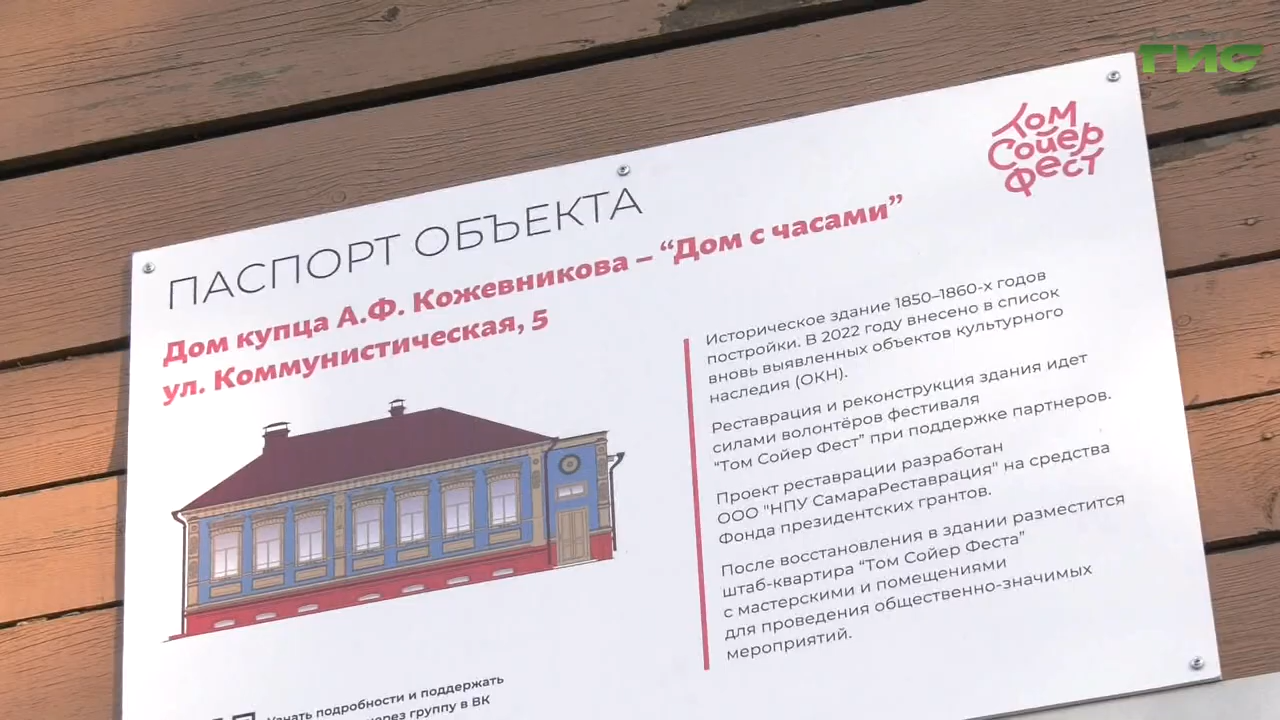 САМАРА
ГИС
Том
Сойер
Фест
ПАСПОРТ ОБЪЕКТА
Дом купца А.Ф. Кожевникова – “Дом с часами”
ул. Коммунистическая, 5
Историческое здание 1850–1860-х годов
постройки. В 2022 году внесено в список
вновь выявленных объектов культурного
наследия (ОКН).
Реставрация и реконструкция здания идет
силами волонтёров фестиваля
“Том Сойер Фест” при поддержке партнеров.
Проект реставрации разработан
ООО "НПУ СамараРеставрация" на средства
Фонда президентских грантов.
После восстановления в здании разместится
штаб-квартира “Том Сойер Феста”
с мастерскими и помещениями
для проведения общественно-значимых
мероприятий.
Узнать подробности и поддержать
через группу в ВК